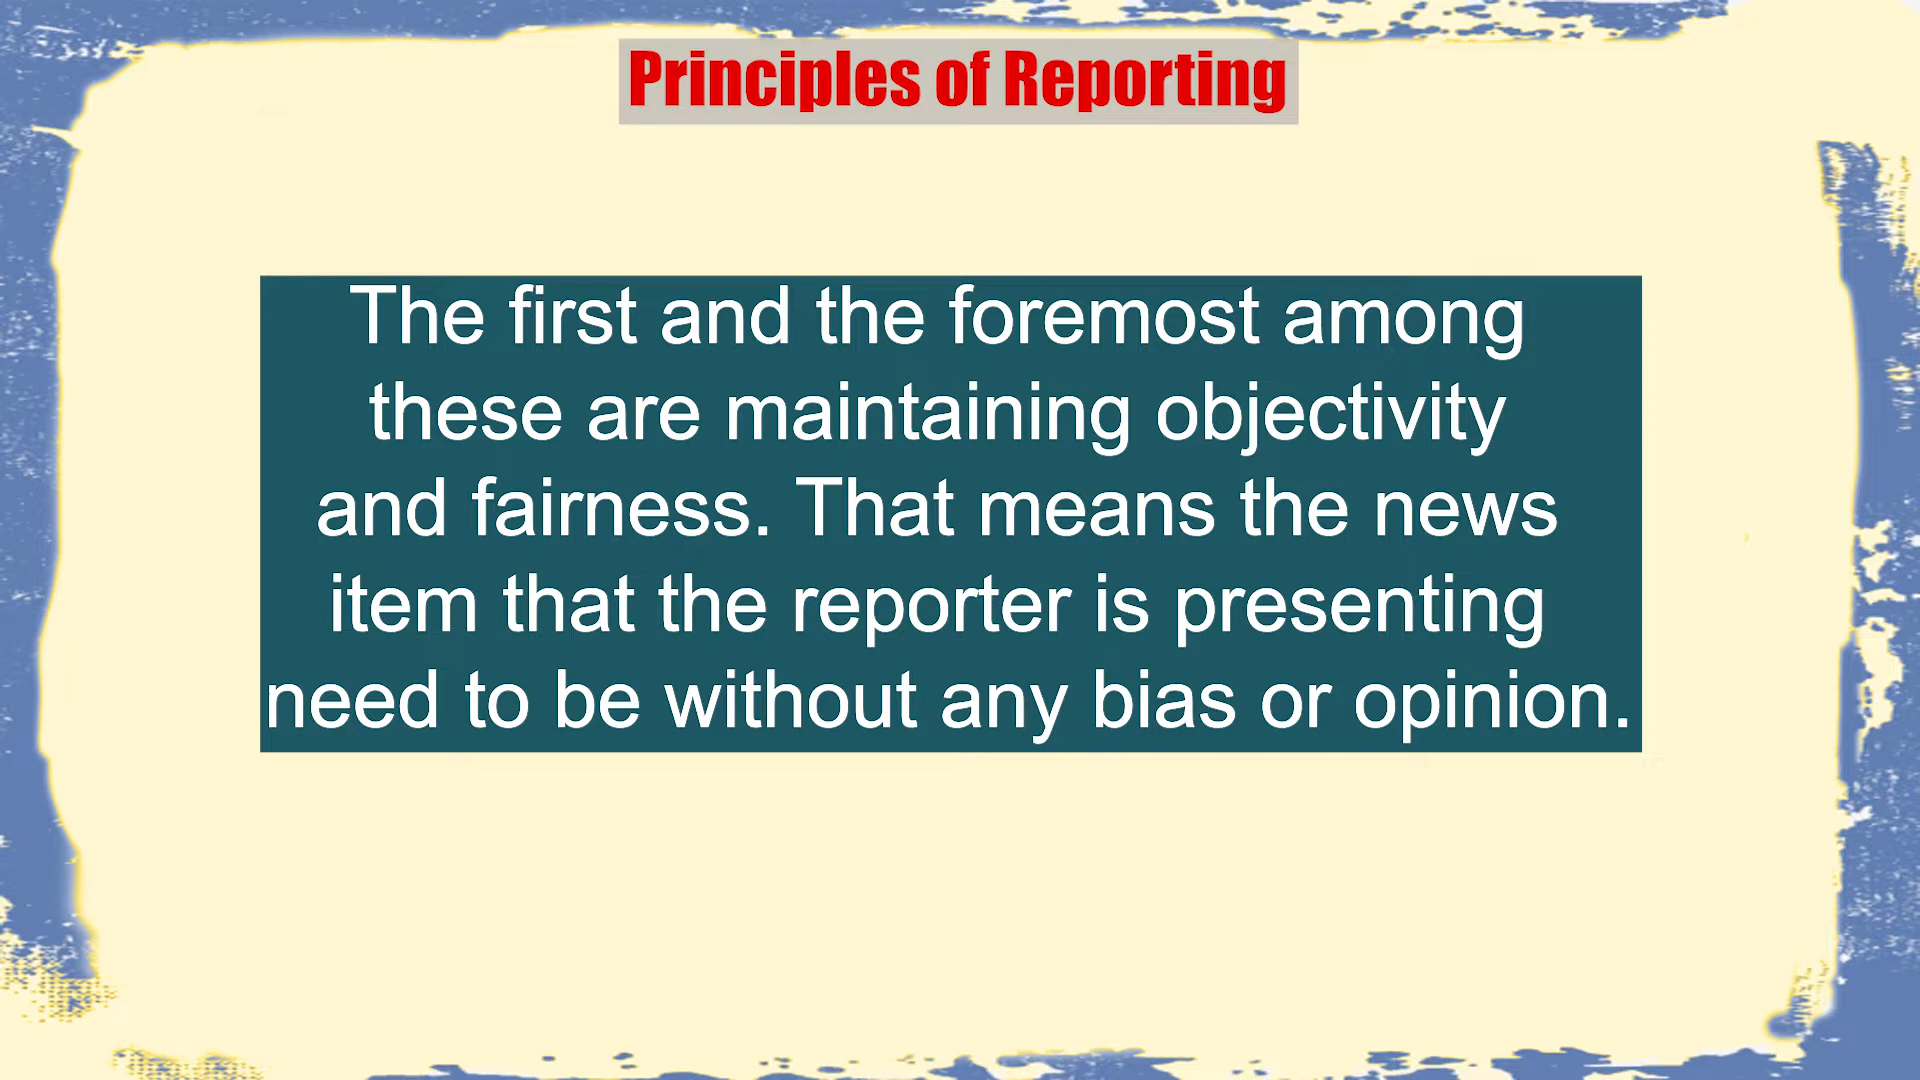 Principles of Reporting
The first and the foremost among
these are maintaining objectivity
and fairness. That means the news
item that the reporter is presenting
need to be without any bias or opinion.